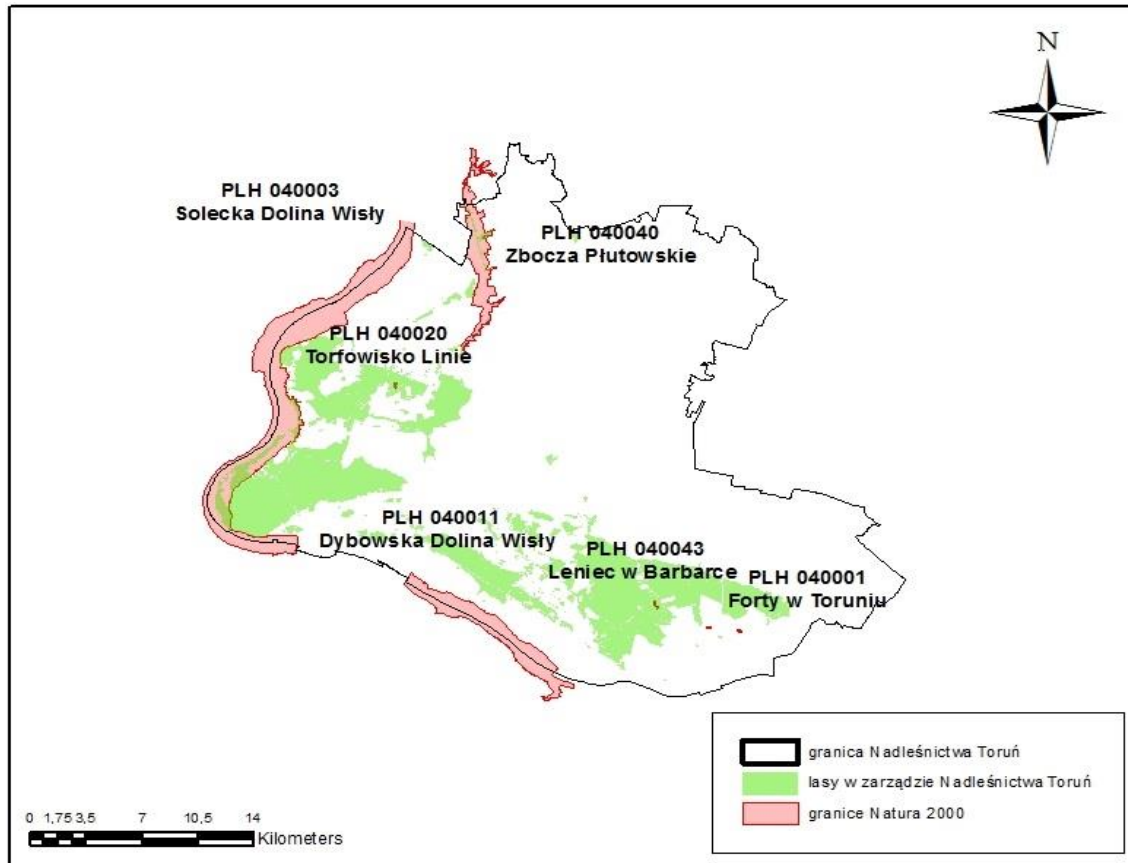 N
PLH 040003
Solecka Dolina Wisły
PLH 040040
Zbocza Płutowskie
PLH 040020
Torfowisko Linie
PLH 040011
Dybowska Dolina Wisły
PLH 040043
Leniec w Barbarce
PLH 040001
Forty w Toruniu
granica Nadleśnictwa Toruń
lasy w zarządzie Nadleśnictwa Toruń
granice Natura 2000
0 1,75 3,5 7 10,5 14
Kilometers